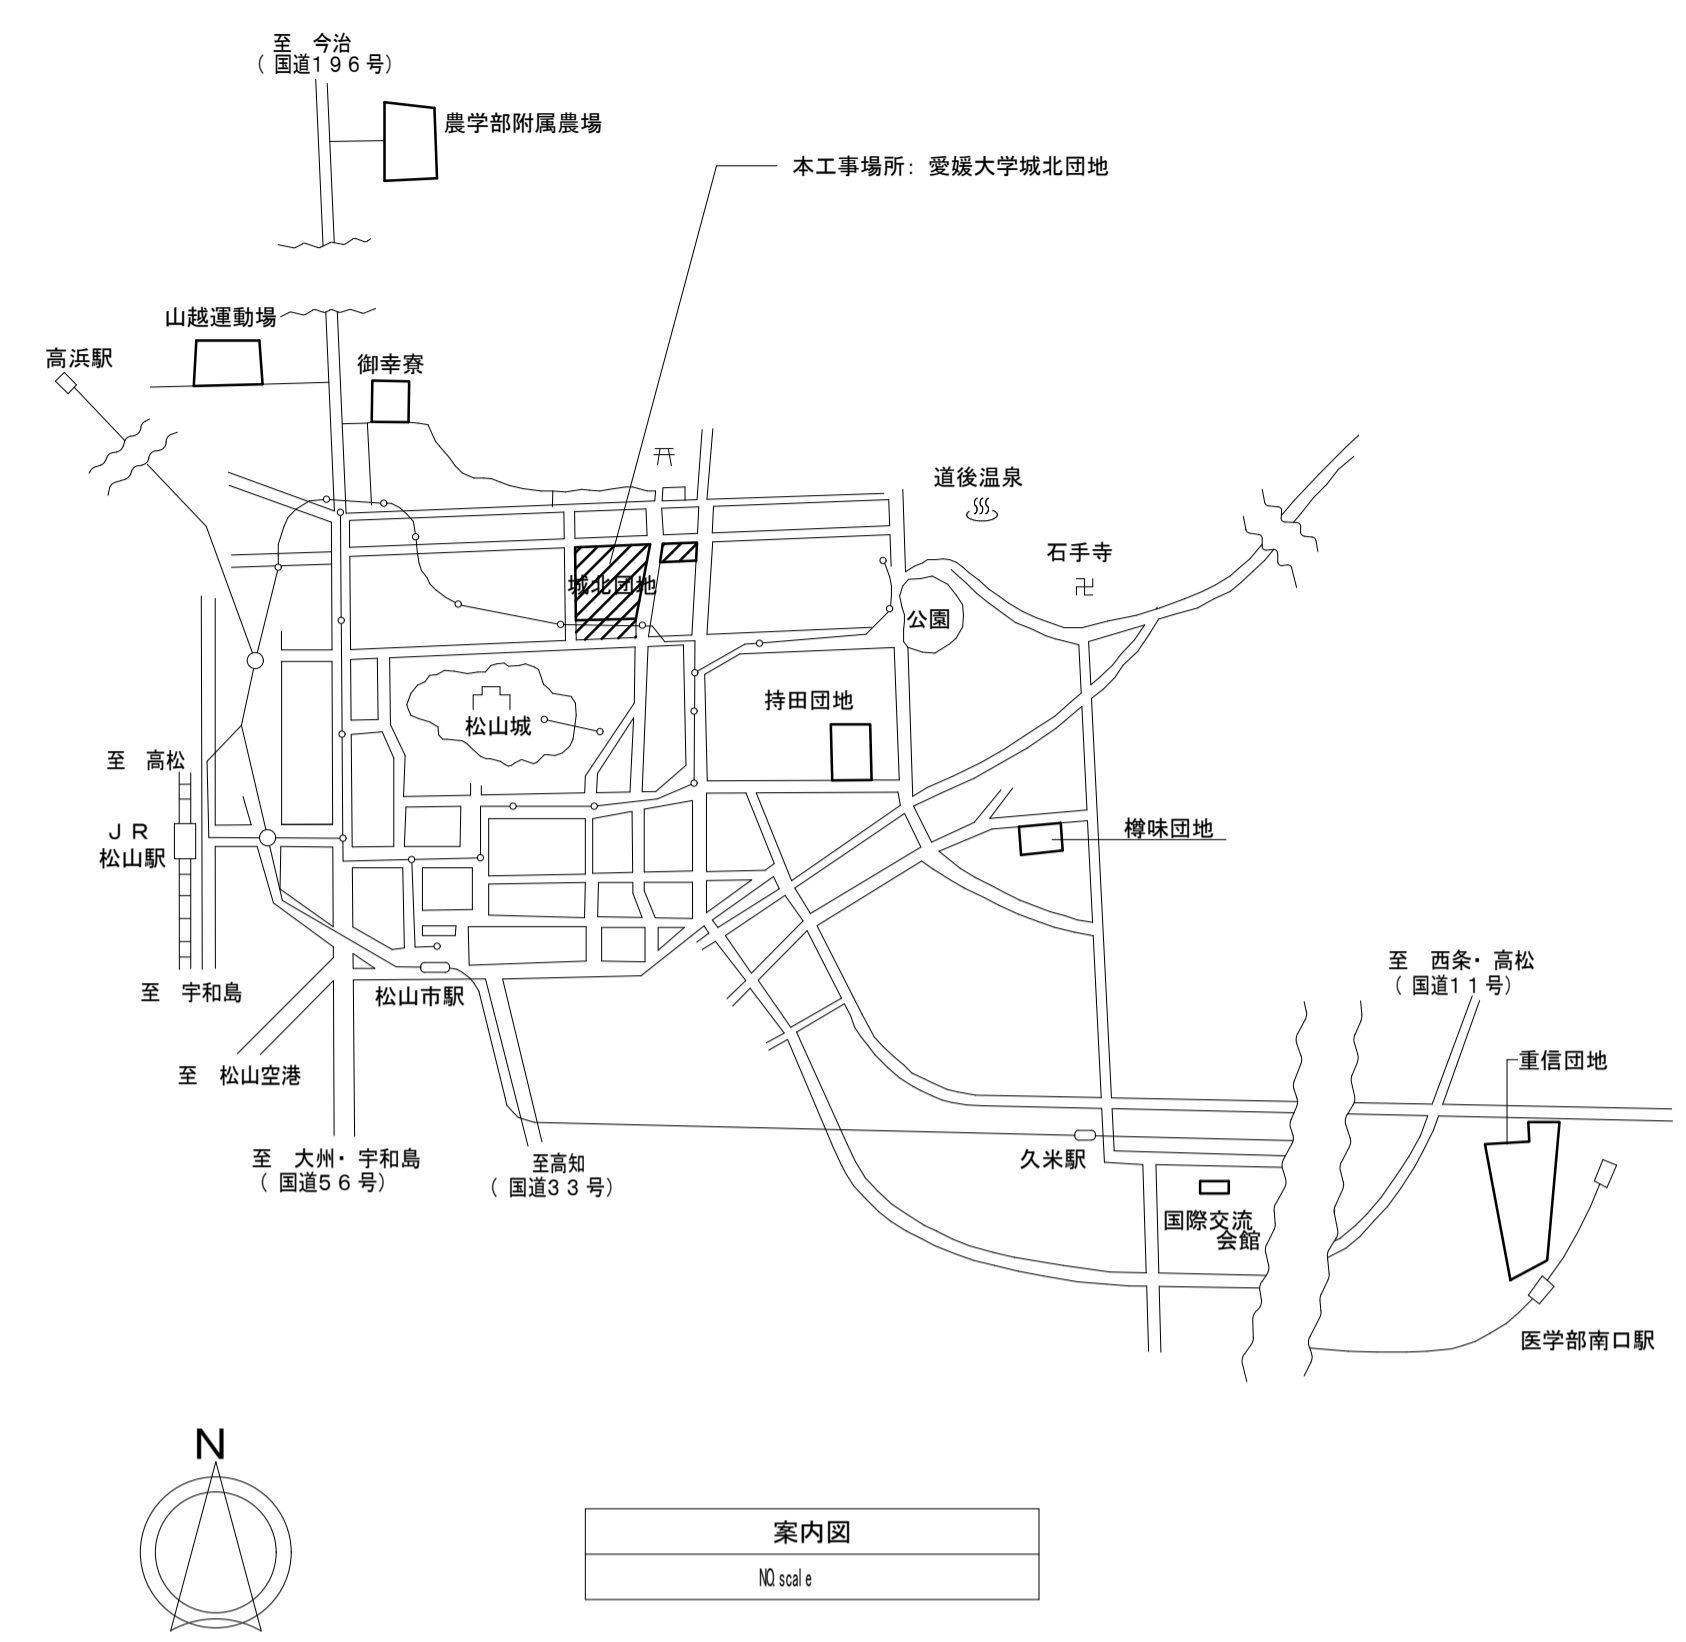 至　今治
（国道１９６号）
農学部附属農場
本工事場所：愛媛大学城北団地
山越運動場
高浜駅
御幸寮
道後温泉
石手寺
城北団地
公園
持田団地
松山城
至　高松
ＪＲ
松山駅
樽味団地
至　宇和島
松山市駅
至　西条・高松
（国道１１号）
至　松山空港
重信団地
至　大州・宇和島
（国道５６号）
至高知
（国道３３号）
久米駅
国際交流
会館
医学部南口駅
N
案内図
NO.scale